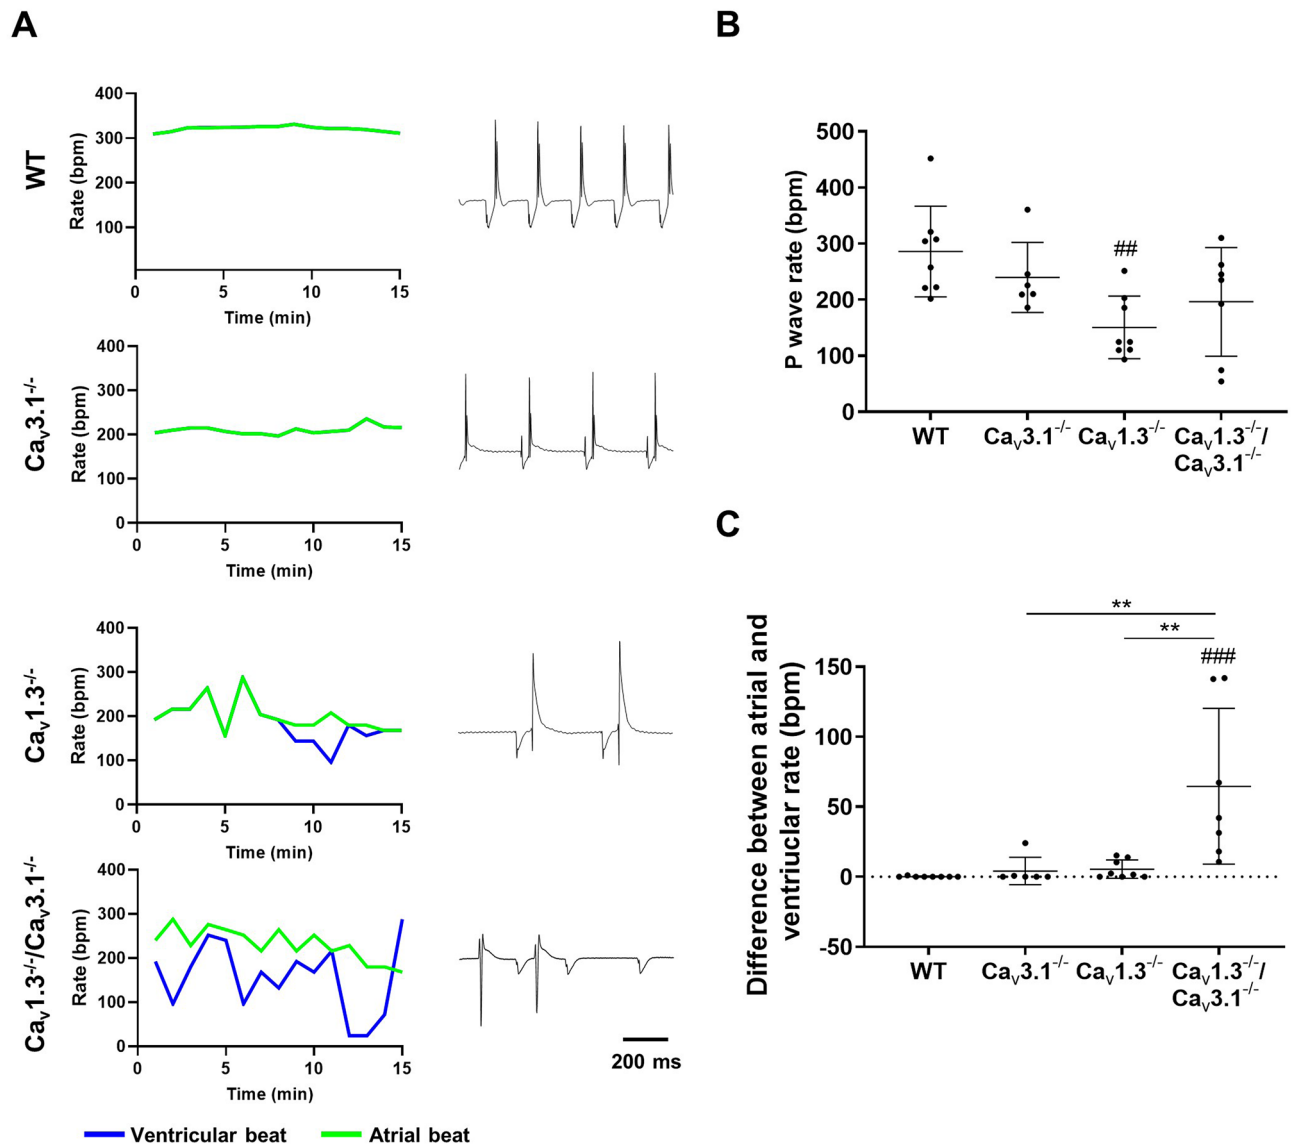 A
WT
Rate (bpm)
400
300
200
100
0
5
10
15
Time (min)
Cav3.1-/-
Rate (bpm)
400
300
200
100
0
0
5
10
15
Time (min)
Cav1.3-/-
Rate (bpm)
400
300
200
100
0
0
5
10
15
Time (min)
Cav1.3-/-/Cav3.1-/-
Rate (bpm)
400
300
200
100
0
0
5
10
15
Time (min)
200 ms
Ventricular beat
Atrial beat
B
P wave rate (bpm)
500
400
300
200
100
0
##
WT
CaV3.1-/-
CaV1.3-/-
CaV1.3-/-/
CaV3.1-/-
C
Difference between atrial and
ventriuclar rate (bpm)
150
100
50
0
-50
**
**
###
WT
CaV3.1-/-
CaV1.3-/-
CaV1.3-/-/
CaV3.1-/-